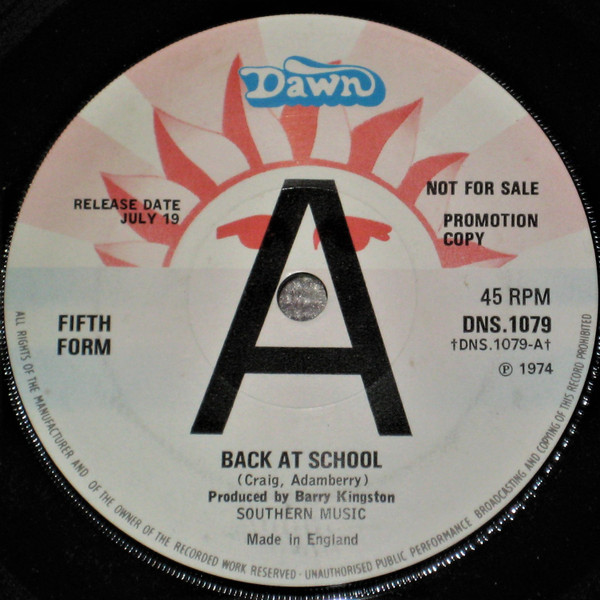 Dawn
RELEASE DATE
JULY 19
NOT FOR SALE
PROMOTION
COPY
A
FIFTH
FORM
45 RPM
DNS.1079
†DNS.1079-A†
Ⓟ 1974
BACK AT SCHOOL
(Craig, Adamberry)
Produced by Barry Kingston
SOUTHERN MUSIC
Made in England
ALL RIGHTS OF THE MANUFACTURER AND OF THE OWNER OF THE RECORDED WORK RESERVED · UNAUTHORISED PUBLIC PERFORMANCE BROADCASTING AND COPYING OF THIS RECORD PROHIBITED